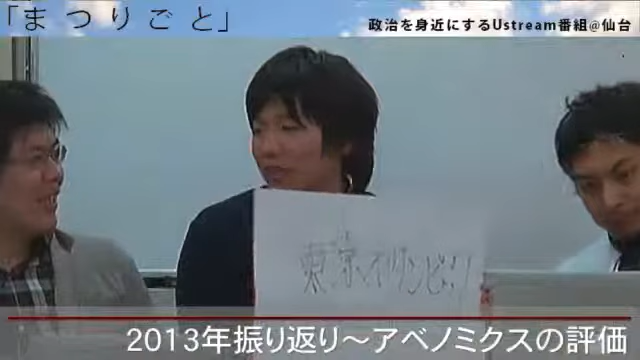 「まつりごと」
政治を身近にするUstream番組@仙台
東京オリンピック
2013年振り返り～アベノミクスの評価